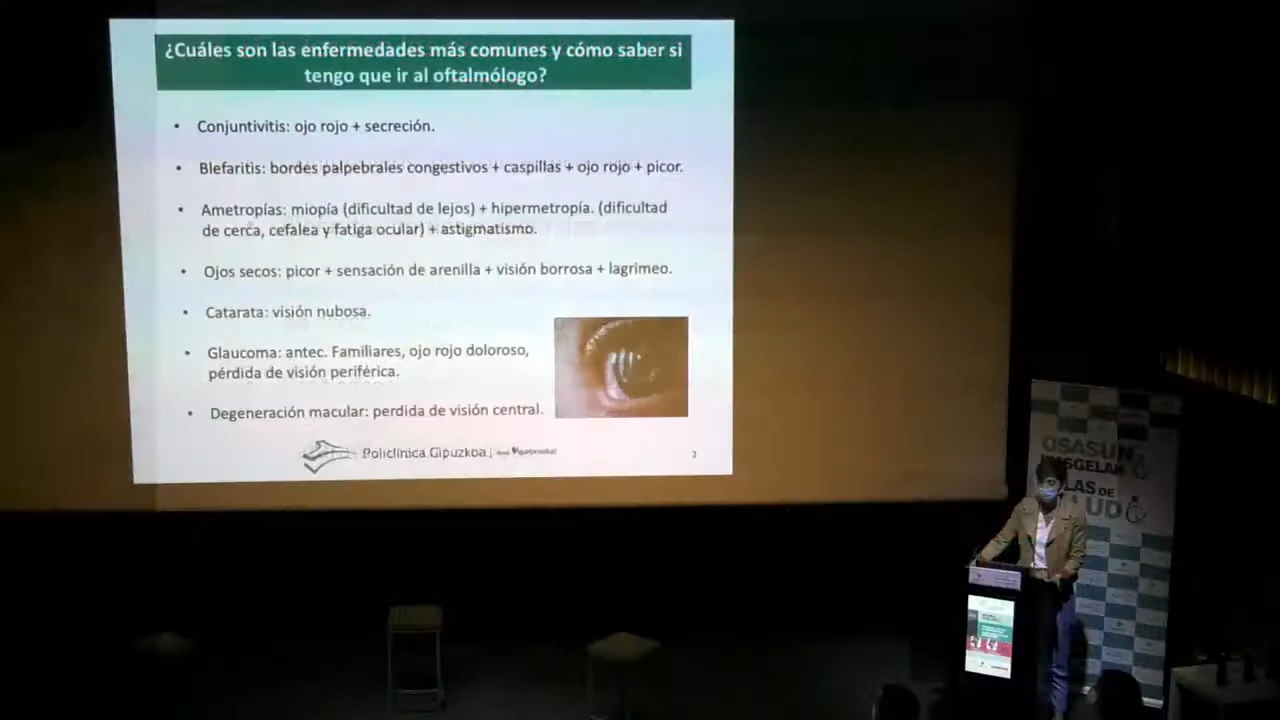 ¿Cuáles son las enfermedades más comunes y cómo saber si
tengo que ir al oftalmólogo?
• Conjuntivitis: ojo rojo + secreción.
• Blefaritis: bordes palpebrales congestivos + caspillas + ojo rojo + picor.
• Ametropías: miopía (dificultad de lejos) + hipermetropía. (dificultad
de cerca, cefalea y fatiga ocular) + astigmatismo.
• Ojos secos: picor + sensación de arenilla + visión borrosa + lagrimeo.
• Catarata: visión nubosa.
• Glaucoma: antec. Familiares, ojo rojo doloroso,
pérdida de visión periférica.
• Degeneración macular: perdida de visión central.
Policlínica Gipuzkoa
2
OSASUN
GELAK
LAS DE
LUD